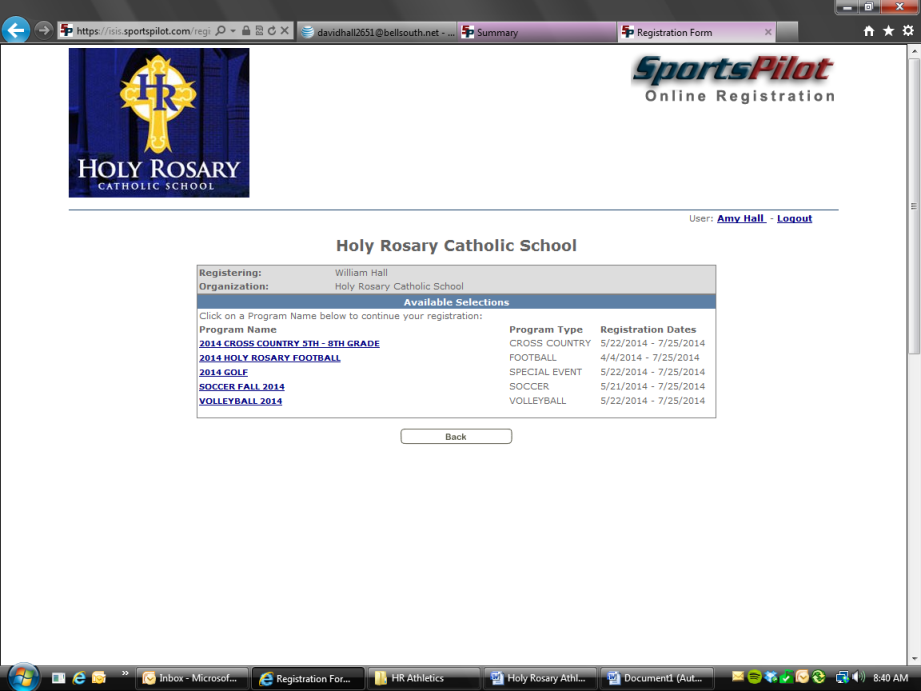 https://isis.sportspilot.com/regi
davidhall2651@bellsouth.net - ...
Summary
Registration Form
HR
HOLY ROSARY
CATHOLIC SCHOOL
SportsPilot
Online Registration
User: Amy Hall - Logout
Holy Rosary Catholic School
Registering: William Hall
Organization: Holy Rosary Catholic School
Available Selections
Click on a Program Name below to continue your registration:
Program Name Program Type Registration Dates
2014 CROSS COUNTRY 5TH - 8TH GRADE CROSS COUNTRY 5/22/2014 - 7/25/2014
2014 HOLY ROSARY FOOTBALL FOOTBALL 4/4/2014 - 7/25/2014
2014 GOLF SPECIAL EVENT 5/22/2014 - 7/25/2014
SOCCER FALL 2014 SOCCER 5/21/2014 - 7/25/2014
VOLLEYBALL 2014 VOLLEYBALL 5/22/2014 - 7/25/2014
Back
Inbox - Microsof...
Registration For...
HR Athletics
Holy Rosary Athl...
Document1 (Aut...
8:40 AM